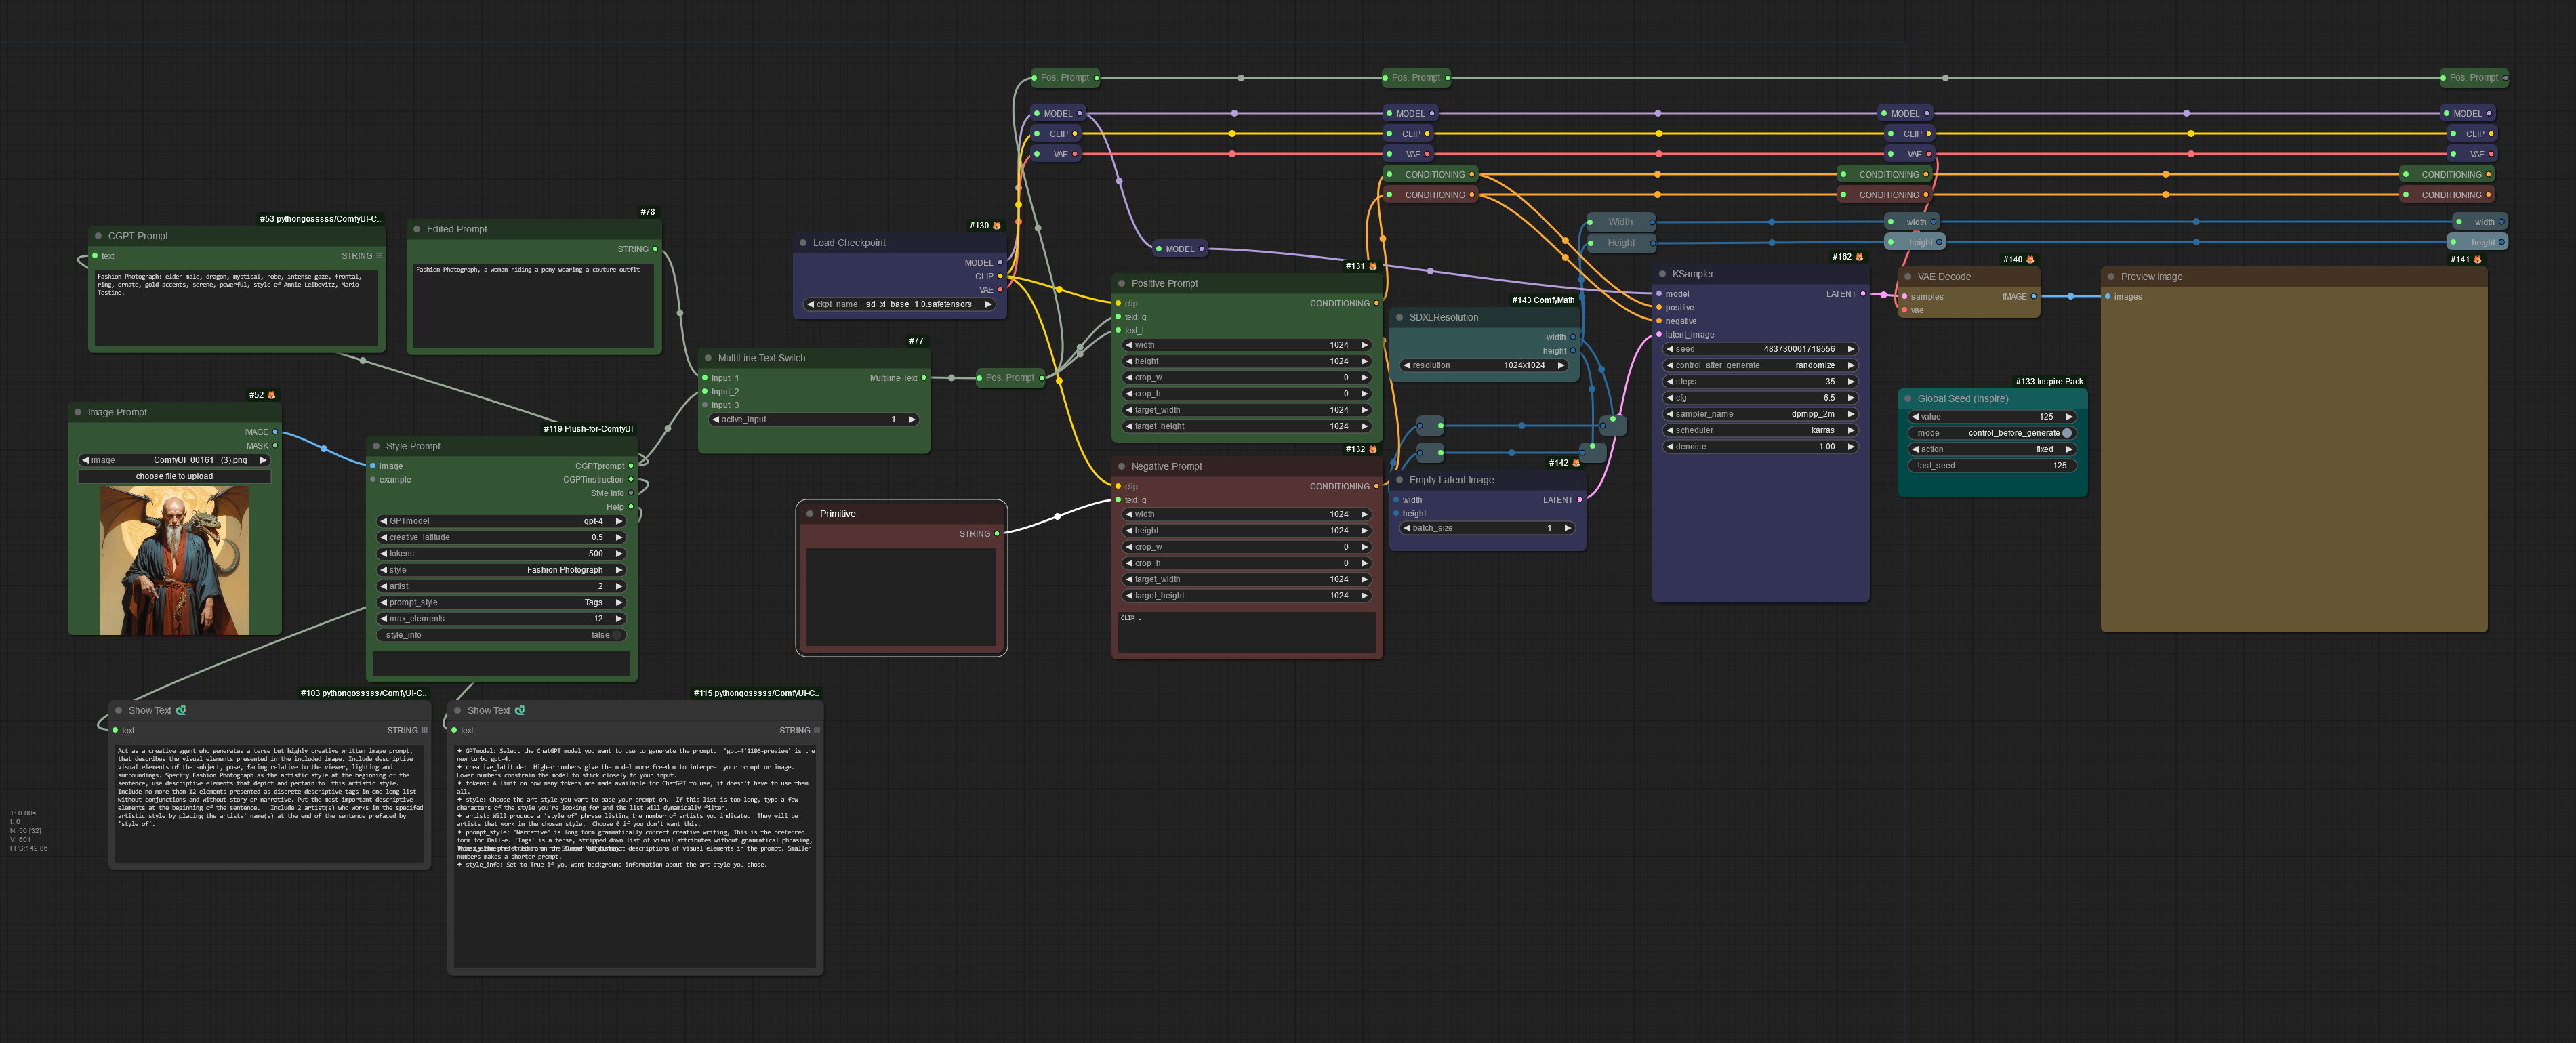 Pos. Prompt
Pos. Prompt
Pos. Prompt
MODEL
MODEL
MODEL
MODEL
CLIP
CLIP
CLIP
CLIP
VAE
VAE
VAE
VAE
CONDITIONING
CONDITIONING
CONDITIONING
CONDITIONING
CONDITIONING
CONDITIONING
Width
width
width
Height
height
height
MODEL
#53 pythongosssss/ComfyUI-C..
CGPT Prompt
text STRING
Fashion Photograph: elder male, dragon, mystical, robe, intense gaze, frontal,
ring, ornate, gold accents, serene, powerful, style of Annie Leibovitz, Mario
Testino.
#78
Edited Prompt
STRING
Fashion Photograph, a woman riding a pony wearing a couture outfit
#52
Image Prompt
IMAGE
MASK
image ComfyUI_00161_ (3).png
choose file to upload
#119 Plush-for-ComfyUI
Style Prompt
image CGPTprompt
example CGPTinstruction
Style Info
Help
GPTmodel gpt-4
creative_latitude 0.5
tokens 500
style Fashion Photograph
artist 2
prompt_style Tags
max_elements 12
style_info false
#77
MultiLine Text Switch
Input_1 Multiline Text
Input_2
Input_3
active_input 1
Pos. Prompt
#130
Load Checkpoint
MODEL
CLIP
VAE
ckpt_name sd_xl_base_1.0.safetensors
Primitive
STRING
#131
Positive Prompt
clip CONDITIONING
text_g
text_l
width 1024
height 1024
crop_w 0
crop_h 0
target_width 1024
target_height 1024
#132
Negative Prompt
clip CONDITIONING
text_g
width 1024
height 1024
crop_w 0
crop_h 0
target_width 1024
target_height 1024
CLIP_L
#143 ComfyMath
SDXLResolution
width
height
resolution 1024x1024
#142
Empty Latent Image
width LATENT
height
batch_size 1
#162
KSampler
model LATENT
positive
negative
latent_image
seed 483730001719556
control_after_generate randomize
steps 35
cfg 6.5
sampler_name dpmpp_2m
scheduler karras
denoise 1.00
#140
VAE Decode
samples IMAGE
vae
#133 Inspire Pack
Global Seed (Inspire)
value 125
mode control_before_generate
action fixed
last_seed 125
#141
Preview Image
images
#103 pythongosssss/ComfyUI-C..
Show Text
text STRING
Act as a creative agent who generates a terse but highly creative written image prompt,
that describes the visual elements presented in the included image. Include descriptive
visual elements of the subject, pose, facing relative to the viewer, lighting and
surroundings. Specify Fashion Photograph as the artistic style at the beginning of the
sentence, use descriptive elements that depict and pertain to this artistic style.
Include no more than 12 elements presented as discrete descriptive tags in one long list
without conjunctions and without story or narrative. Put the most important descriptive
elements at the beginning of the sentence. Include 2 artist(s) who works in the specifed
artistic style by placing the artists' name(s) at the end of the sentence prefaced by
'style of'.
#115 pythongosssss/ComfyUI-C..
Show Text
text STRING
✦ GPTmodel: Select the ChatGPT model you want to use to generate the prompt. 'gpt-4'1106-preview' is the
new turbo gpt-4.
✦ creative_latitude: Higher numbers give the model more freedom to interpret your prompt or image.
Lower numbers constrain the model to stick closely to your input.
✦ tokens: A limit on how many tokens are made available for ChatGPT to use, it doesn't have to use them
all.
✦ style: Choose the art style you want to base your prompt on. If this list is too long, type a few
characters of the style you're looking for and the list will dynamically filter.
✦ artist: Will produce a 'style of' phrase listing the number of artists you indicate. They will be
artists that work in the chosen style. Choose 0 if you don't want this.
✦ prompt_style: 'Narrative' is long form grammatically correct creative writing, This is the preferred
form for Dall-e. 'Tags' is a terse, stripped down list of visual attributes without grammatical phrasing,
descriptions of visual elements in the prompt. Smaller
numbers makes a shorter prompt.
✦ style_info: Set to True if you want background information about the art style you chose.
T: 0.00s
I: 0
N: 50 [32]
V: 591
FPS:142.88